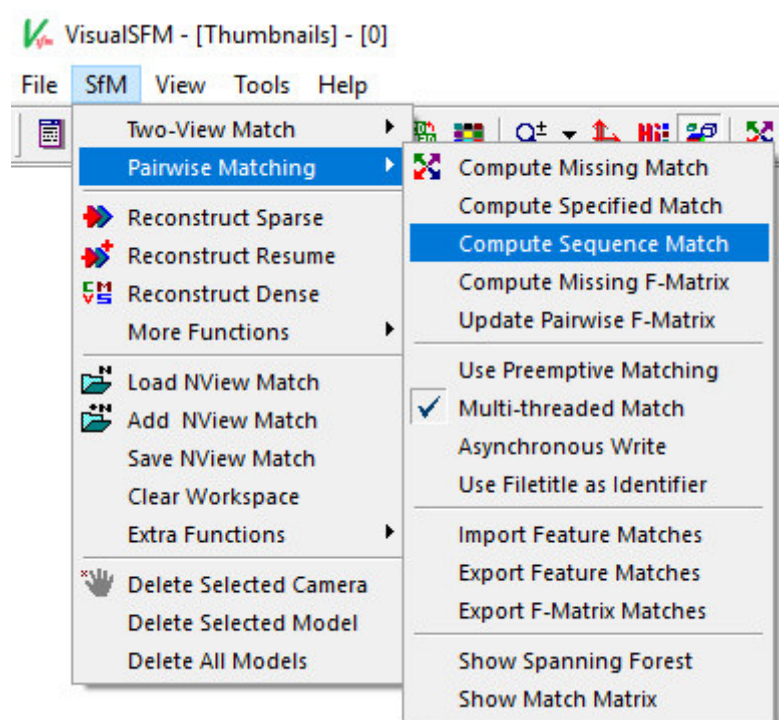 VisualSFM - [Thumbnails] - [0]
File SfM View Tools Help
Two-View Match
Pairwise Matching
Reconstruct Sparse
Reconstruct Resume
Reconstruct Dense
More Functions
Load NView Match
Add NView Match
Save NView Match
Clear Workspace
Extra Functions
Delete Selected Camera
Delete Selected Model
Delete All Models
Compute Missing Match
Compute Specified Match
Compute Sequence Match
Compute Missing F-Matrix
Update Pairwise F-Matrix
Use Preemptive Matching
Multi-threaded Match
Asynchronous Write
Use Filetitle as Identifier
Import Feature Matches
Export Feature Matches
Export F-Matrix Matches
Show Spanning Forest
Show Match Matrix